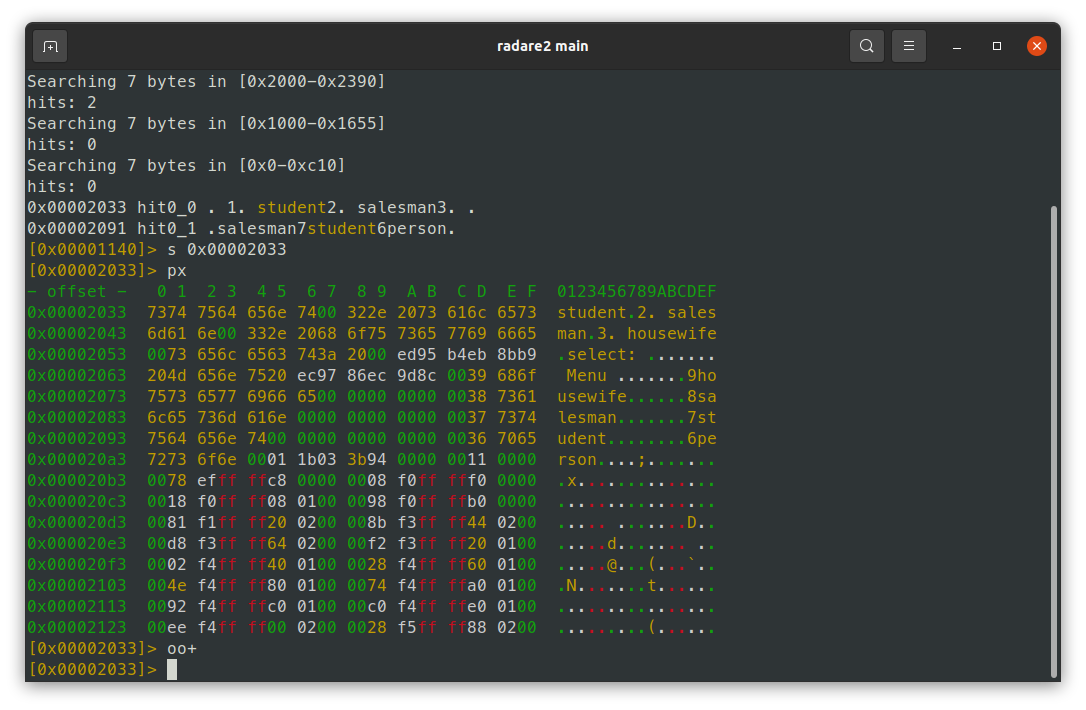 radare2 main
Searching 7 bytes in [0x2000-0x2390]
hits: 2
Searching 7 bytes in [0x1000-0x1655]
hits: 0
Searching 7 bytes in [0x0-0xc10]
hits: 0
0x00002033 hit0_0 . 1. student2. salesman3. .
0x00002091 hit0_1 .salesman7student6person.
[0x00001140]> s 0x00002033
[0x00002033]> px
- offset -   0 1  2 3  4 5  6 7  8 9  A B  C D  E F  0123456789ABCDEF
0x00002033  7374 7564 656e 7400 322e 2073 616c 6573  student.2. sales
0x00002043  6d61 6e00 332e 2068 6f75 7365 7769 6665  man.3. housewife
0x00002053  0073 656c 6563 743a 2000 ed95 b4eb 8bb9  .select: .......
0x00002063  204d 656e 7520 ec97 86ec 9d8c 0039 686f   Menu .......9ho
0x00002073  7573 6577 6966 6500 0000 0000 0038 7361  usewife......8sa
0x00002083  6c65 736d 616e 0000 0000 0000 0037 7374  lesman.......7st
0x00002093  7564 656e 7400 0000 0000 0000 0036 7065  udent........6pe
0x000020a3  7273 6f6e 0001 1b03 3b94 0000 0011 0000  rson....;.......
0x000020b3  0078 efff ffc8 0000 0008 f0ff fff0 0000  .x..............
0x000020c3  0018 f0ff ff08 0100 0098 f0ff ffb0 0000  ................
0x000020d3  0081 f1ff ff20 0200 008b f3ff ff44 0200  ..... .......D..
0x000020e3  00d8 f3ff ff64 0200 00f2 f3ff ff20 0100  .....d....... ..
0x000020f3  0002 f4ff ff40 0100 0028 f4ff ff60 0100  .....@...(...`..
0x00002103  004e f4ff ff80 0100 0074 f4ff ffa0 0100  .N.......t......
0x00002113  0092 f4ff ffc0 0100 00c0 f4ff ffe0 0100  ................
0x00002123  00ee f4ff ff00 0200 0028 f5ff ff88 0200  .........(......
[0x00002033]> oo+
[0x00002033]>